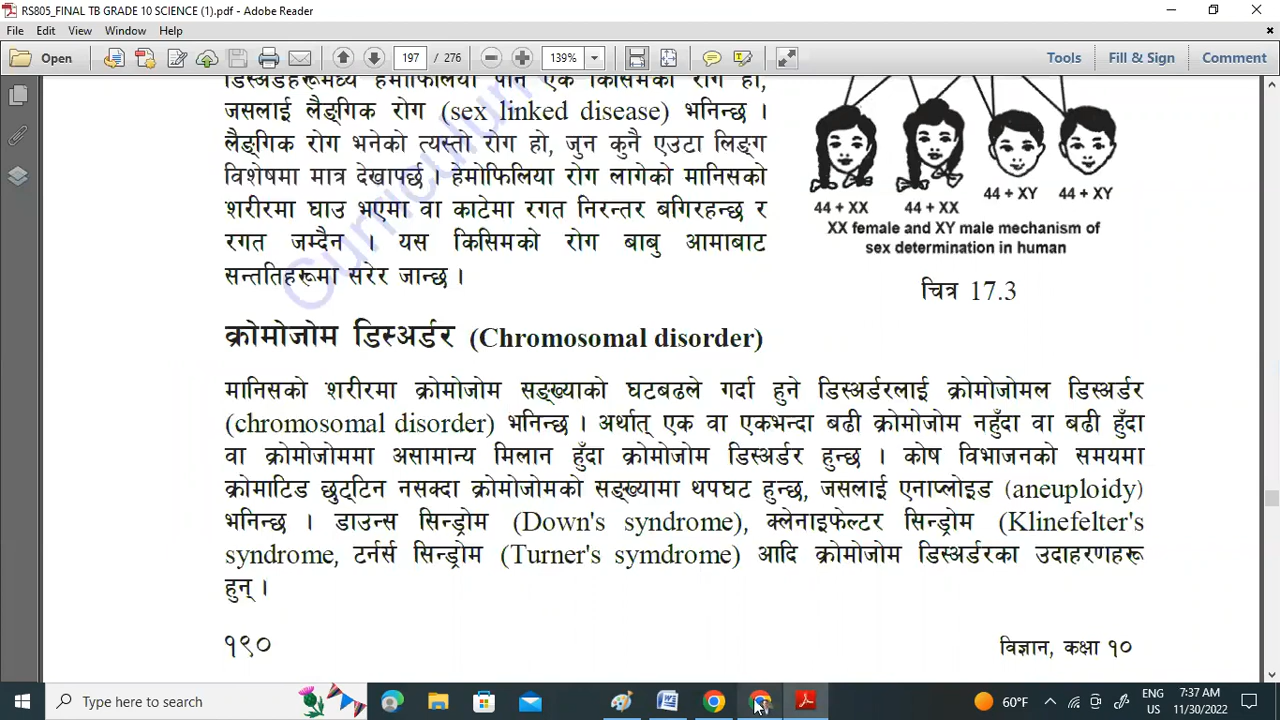 RS805_FINAL TB GRADE 10 SCIENCE (1).pdf - Adobe Reader
File Edit View Window Help
Open 197 / 276 139% Tools Fill & Sign Comment
डिस्अर्डरहरूमध्ये हेमोफिलिया पनि एक किसिमको रोग हो,
जसलाई लैङ्गिक रोग (sex linked disease) भनिन्छ ।
लैङ्गिक रोग भनेको त्यस्तो रोग हो, जुन कुनै एउटा लिङ्ग
विशेषमा मात्र देखापर्छ । हेमोफिलिया रोग लागेको मानिसको
शरीरमा घाउ भएमा वा काटेमा रगत निरन्तर बगिरहन्छ र
रगत जम्दैन । यस किसिमको रोग बाबु आमाबाट
सन्ततिहरूमा सरेर जान्छ ।
44 + XX 44 + XX 44 + XY 44 + XY
XX female and XY male mechanism of
sex determination in human
चित्र 17.3
Curriculum
क्रोमोजोम डिस्अर्डर (Chromosomal disorder)
मानिसको शरीरमा क्रोमोजोम सङ्ख्याको घटबढले गर्दा हुने डिस्अर्डरलाई क्रोमोजोमल डिस्अर्डर
(chromosomal disorder) भनिन्छ । अर्थात् एक वा एकभन्दा बढी क्रोमोजोम नहुँदा वा बढी हुँदा
वा क्रोमोजोममा असामान्य मिलान हुँदा क्रोमोजोम डिस्अर्डर हुन्छ । कोष विभाजनको समयमा
क्रोमाटिड छुट्टिन नसक्दा क्रोमोजोमको सङ्ख्यामा थपघट हुन्छ, जसलाई एनाप्लोइड (aneuploidy)
भनिन्छ । डाउन्स सिन्ड्रोम (Down's syndrome), क्लेनाइफेल्टर सिन्ड्रोम (Klinefelter's
syndrome, टर्नर्स सिन्ड्रोम (Turner's symdrome) आदि क्रोमोजोम डिस्अर्डरका उदाहरणहरू
हुन् ।
१९० विज्ञान, कक्षा १०
Type here to search 60°F ENG 7:37 AM
US 11/30/2022